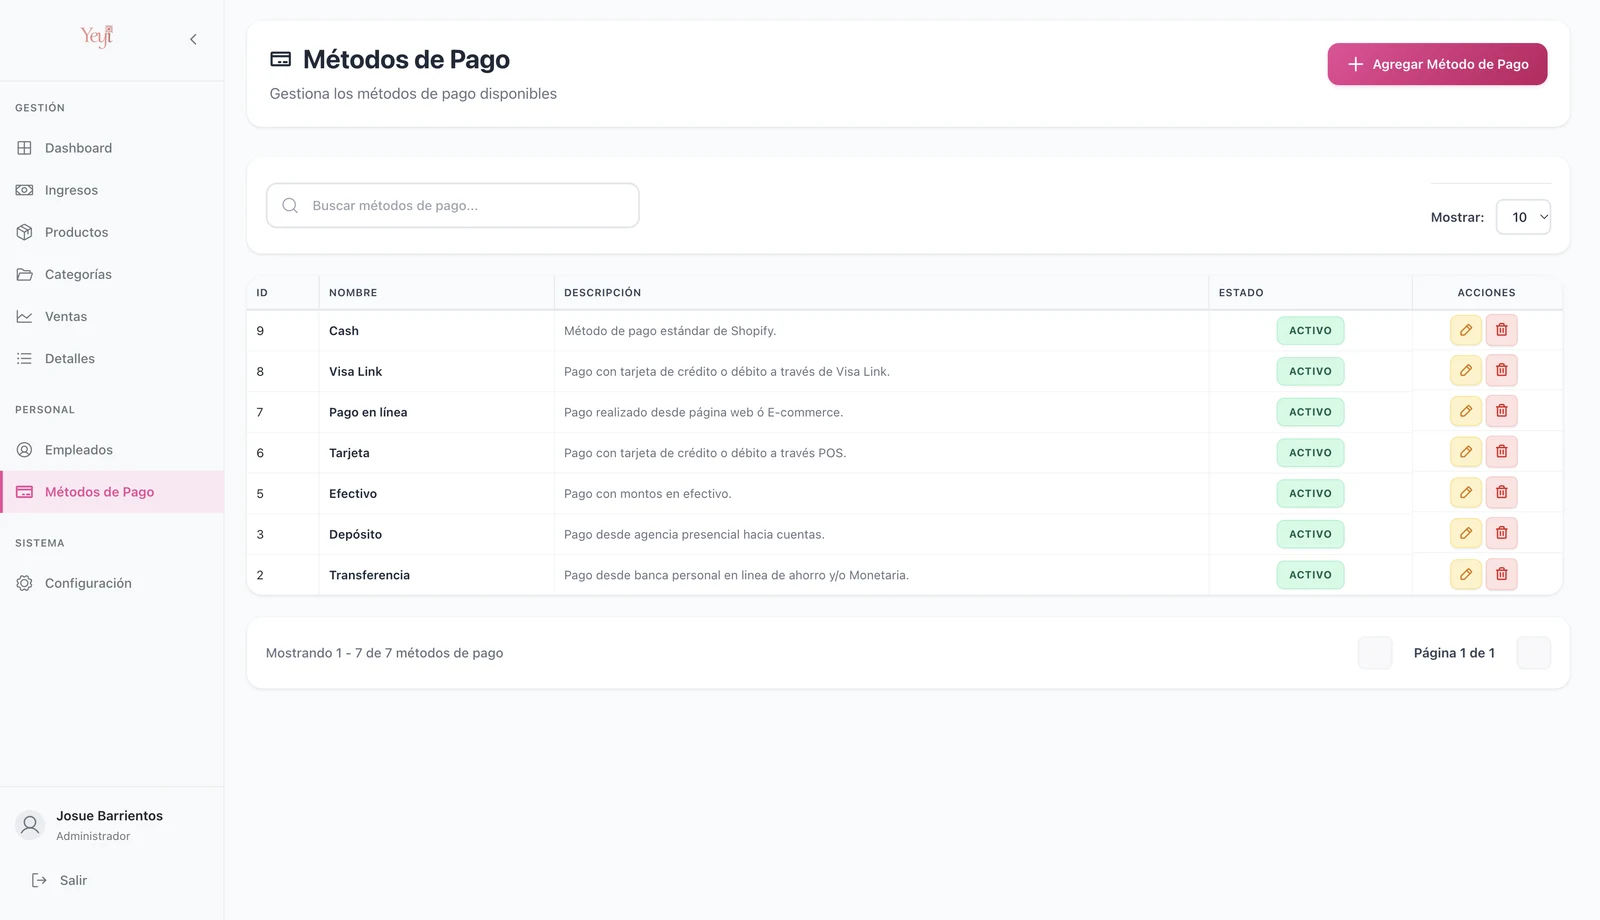 Yeyi
GESTIÓN
Dashboard
Ingresos
Productos
Categorías
Ventas
Detalles
PERSONAL
Empleados
Métodos de Pago
SISTEMA
Configuración
Josue Barrientos
Administrador
Salir
Métodos de Pago
Gestiona los métodos de pago disponibles
Agregar Método de Pago
Buscar métodos de pago...
Mostrar: 10
ID NOMBRE DESCRIPCIÓN ESTADO ACCIONES
9 Cash Método de pago estándar de Shopify. ACTIVO
8 Visa Link Pago con tarjeta de crédito o débito a través de Visa Link. ACTIVO
7 Pago en línea Pago realizado desde página web ó E-commerce. ACTIVO
6 Tarjeta Pago con tarjeta de crédito o débito a través POS. ACTIVO
5 Efectivo Pago con montos en efectivo. ACTIVO
3 Depósito Pago desde agencia presencial hacia cuentas. ACTIVO
2 Transferencia Pago desde banca personal en linea de ahorro y/o Monetaria. ACTIVO
Mostrando 1 - 7 de 7 métodos de pago
Página 1 de 1